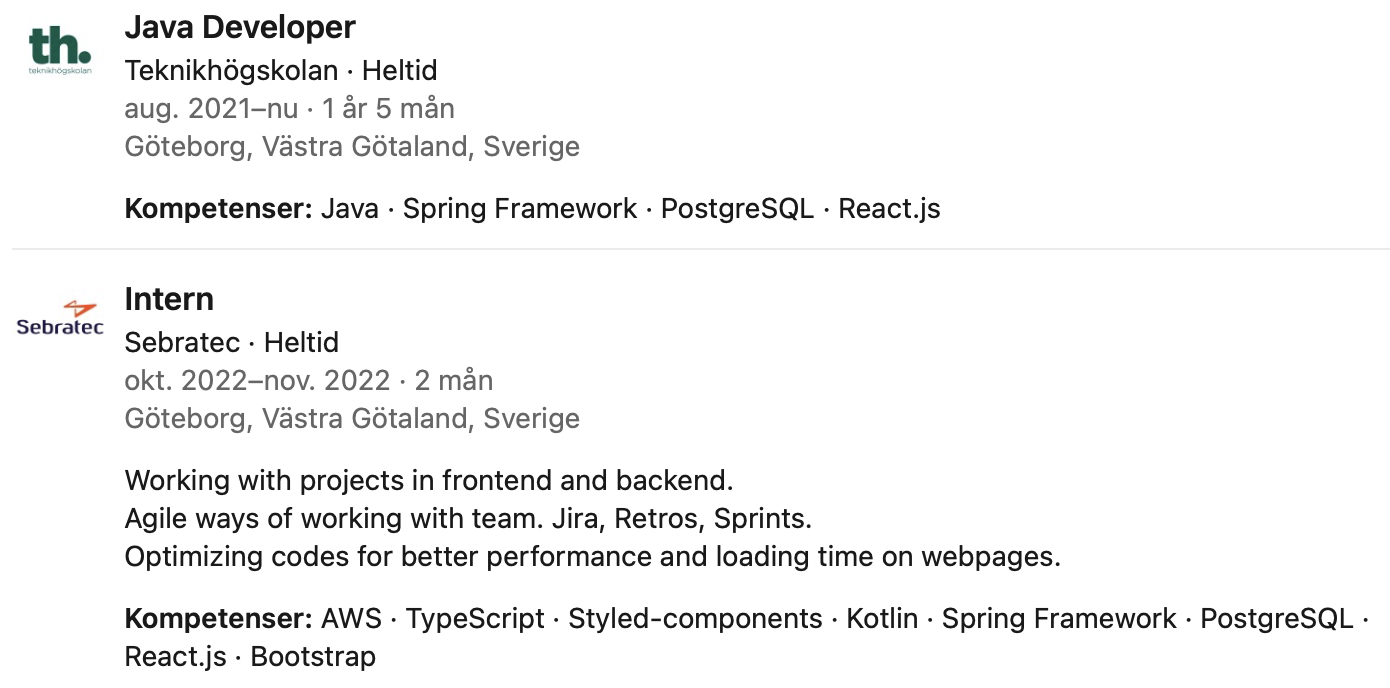 th.
teknikhögskolan
Java Developer
Teknikhögskolan · Heltid
aug. 2021–nu · 1 år 5 mån
Göteborg, Västra Götaland, Sverige
Kompetenser: Java · Spring Framework · PostgreSQL · React.js
Sebratec
Intern
Sebratec · Heltid
okt. 2022–nov. 2022 · 2 mån
Göteborg, Västra Götaland, Sverige
Working with projects in frontend and backend.
Agile ways of working with team. Jira, Retros, Sprints.
Optimizing codes for better performance and loading time on webpages.
Kompetenser: AWS · TypeScript · Styled-components · Kotlin · Spring Framework · PostgreSQL ·
React.js · Bootstrap